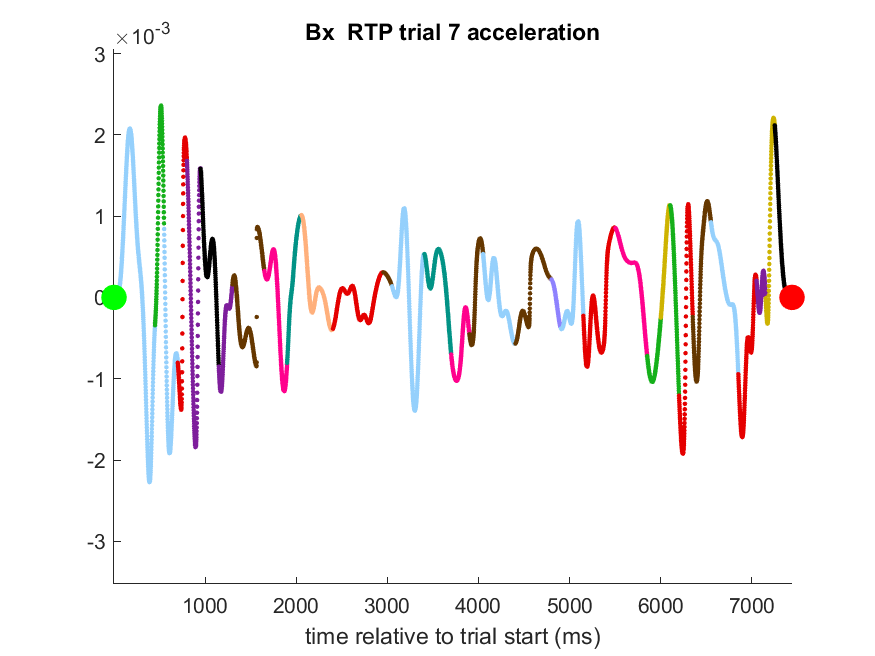 Bx  RTP trial 7 acceleration
×10⁻³
3
2
1
0
-1
-2
-3
1000 2000 3000 4000 5000 6000 7000
time relative to trial start (ms)